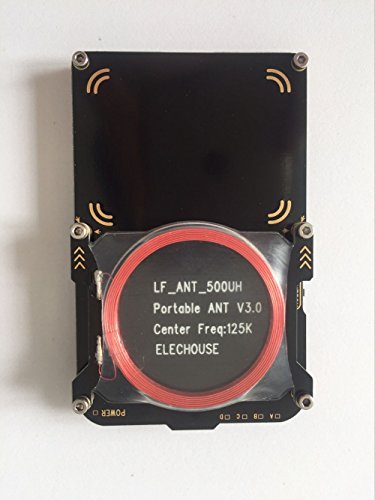 LF_ANT_500UH
Portable ANT V3.0
Center Freq:125K
ELECHOUSE
POWER
D C B A